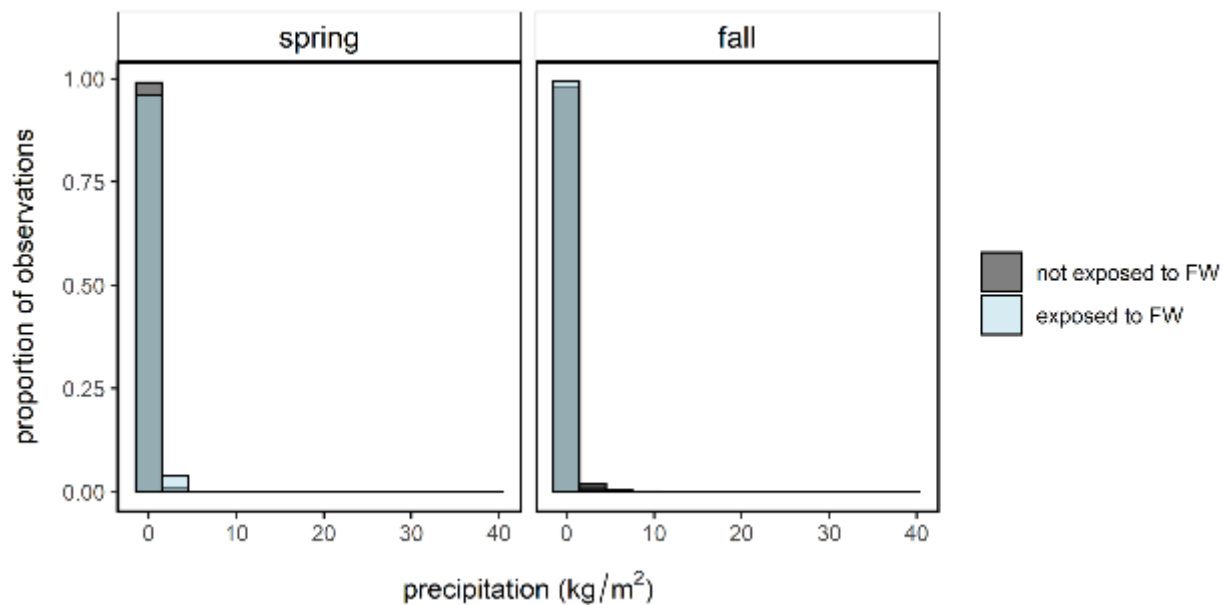 spring
fall
proportion of observations
1.00
0.75
0.50
0.25
0.00
0 10 20 30 40
0 10 20 30 40
precipitation (kg/m²)
not exposed to FW
exposed to FW